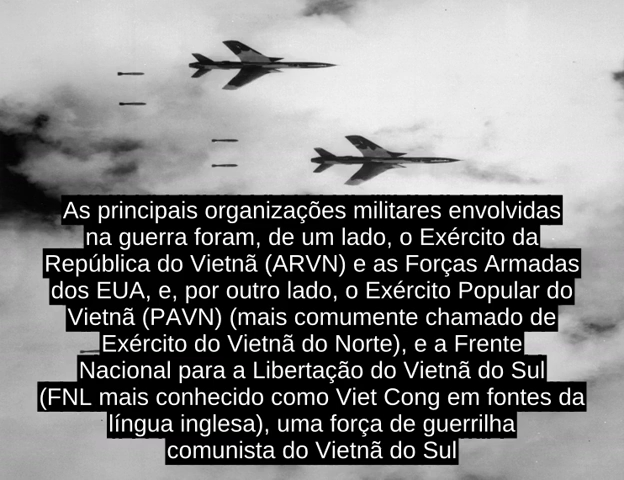 As principais organizações militares envolvidas
na guerra foram, de um lado, o Exército da
República do Vietnã (ARVN) e as Forças Armadas
dos EUA, e, por outro lado, o Exército Popular do
Vietnã (PAVN) (mais comumente chamado de
Exército do Vietnã do Norte), e a Frente
Nacional para a Libertação do Vietnã do Sul
(FNL mais conhecido como Viet Cong em fontes da
língua inglesa), uma força de guerrilha
comunista do Vietnã do Sul